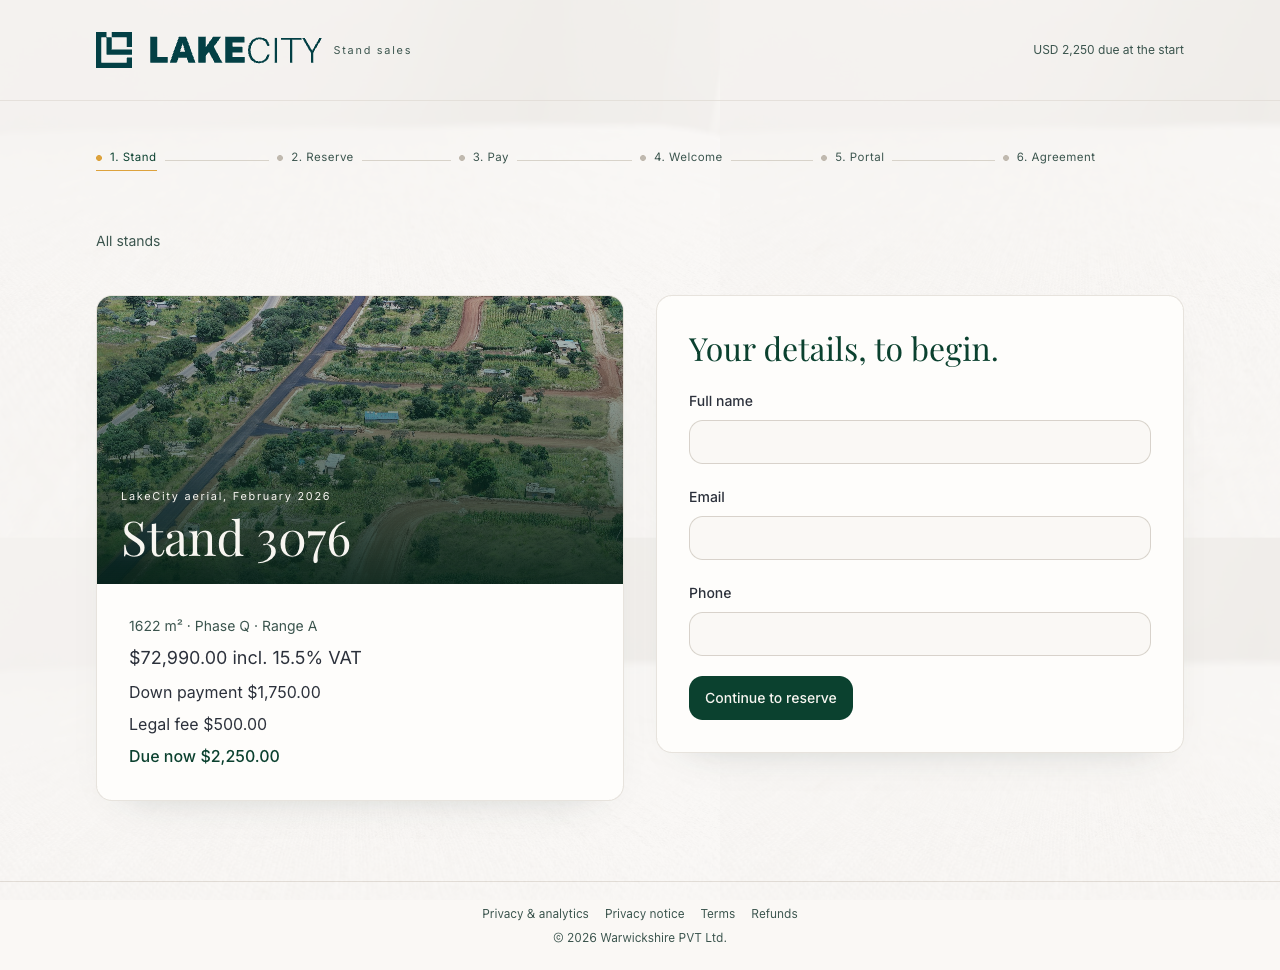 LAKECITY Stand sales
USD 2,250 due at the start
1. Stand
2. Reserve
3. Pay
4. Welcome
5. Portal
6. Agreement
All stands
LakeCity aerial, February 2026
Stand 3076
1622 m² · Phase Q · Range A
$72,990.00 incl. 15.5% VAT
Down payment $1,750.00
Legal fee $500.00
Due now $2,250.00
Your details, to begin.
Full name
Email
Phone
Continue to reserve
Privacy & analytics Privacy notice Terms Refunds
© 2026 Warwickshire PVT Ltd.